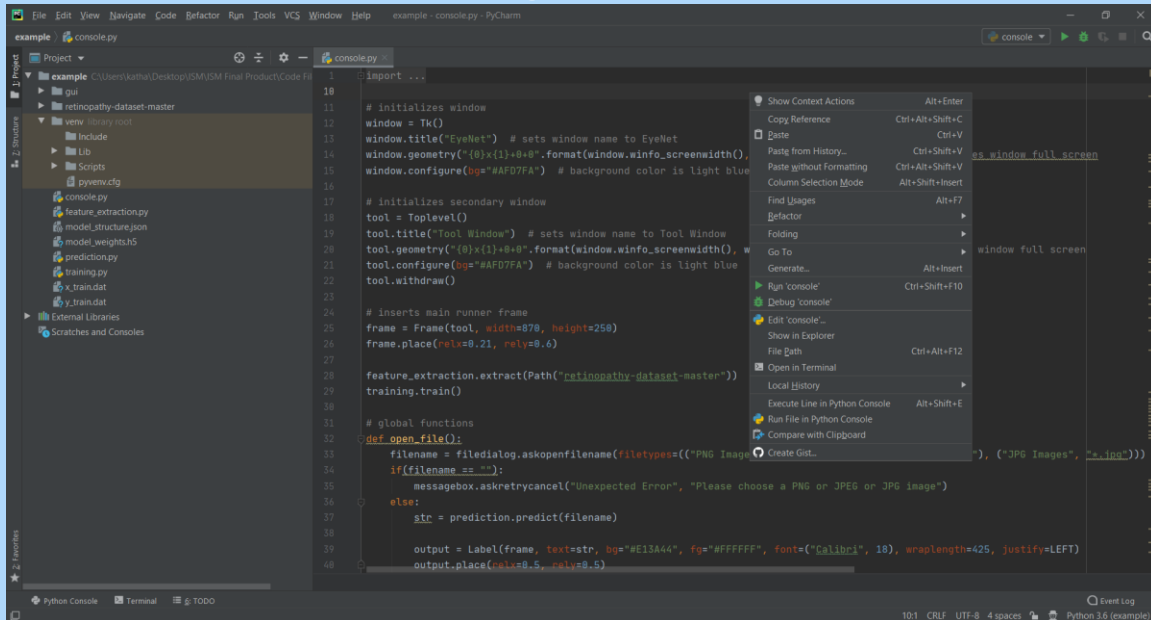 File Edit View Navigate Code Refactor Run Tools VCS Window Help example - console.py - PyCharm
example console.py console
Project
console.py
1: Project
Z: Structure
2: Favorites
example C:\Users\katha\Desktop\ISM\ISM Final Product\Code Fil
gui
retinopathy-dataset-master
venv library root
Include
Lib
Scripts
pyvenv.cfg
console.py
feature_extraction.py
model_structure.json
model_weights.h5
prediction.py
training.py
x_train.dat
y_train.dat
External Libraries
Scratches and Consoles
1 import ...
10
11 # initializes window
12 window = Tk()
13 window.title("EyeNet") # sets window name to EyeNet
14 window.geometry("{0}x{1}+0+0".format(window.winfo_screenwidth(), es window full screen
15 window.configure(bg="#AFD7FA") # background color is light blue
16
17 # initializes secondary window
18 tool = Toplevel()
19 tool.title("Tool Window") # sets window name to Tool Window
20 tool.geometry("{0}x{1}+0+0".format(window.winfo_screenwidth(), w window full screen
21 tool.configure(bg="#AFD7FA") # background color is light blue
22 tool.withdraw()
23
24 # inserts main runner frame
25 frame = Frame(tool, width=870, height=250)
26 frame.place(relx=0.21, rely=0.6)
27
28 feature_extraction.extract(Path("retinopathy-dataset-master"))
29 training.train()
30
31 # global functions
32 def open_file():
33 filename = filedialog.askopenfilename(filetypes=(("PNG Imag "), ("JPG Images", "*.jpg")))
34 if(filename == ""):
35 messagebox.askretrycancel("Unexpected Error", "Please choose a PNG or JPEG or JPG image")
36 else:
37 str = prediction.predict(filename)
38
39 output = Label(frame, text=str, bg="#E13A44", fg="#FFFFFF", font=("Calibri", 18), wraplength=425, justify=LEFT)
40 output.place(relx=0.5, rely=0.5)
Show Context Actions Alt+Enter
Copy Reference Ctrl+Alt+Shift+C
Paste Ctrl+V
Paste from History... Ctrl+Shift+V
Paste without Formatting Ctrl+Alt+Shift+V
Column Selection Mode Alt+Shift+Insert
Find Usages Alt+F7
Refactor
Folding
Go To
Generate... Alt+Insert
Run 'console' Ctrl+Shift+F10
Debug 'console'
Edit 'console'...
Show in Explorer
File Path Ctrl+Alt+F12
Open in Terminal
Local History
Execute Line in Python Console Alt+Shift+E
Run File in Python Console
Compare with Clipboard
Create Gist...
Python Console Terminal 6: TODO Event Log
10:1 CRLF UTF-8 4 spaces Python 3.6 (example)